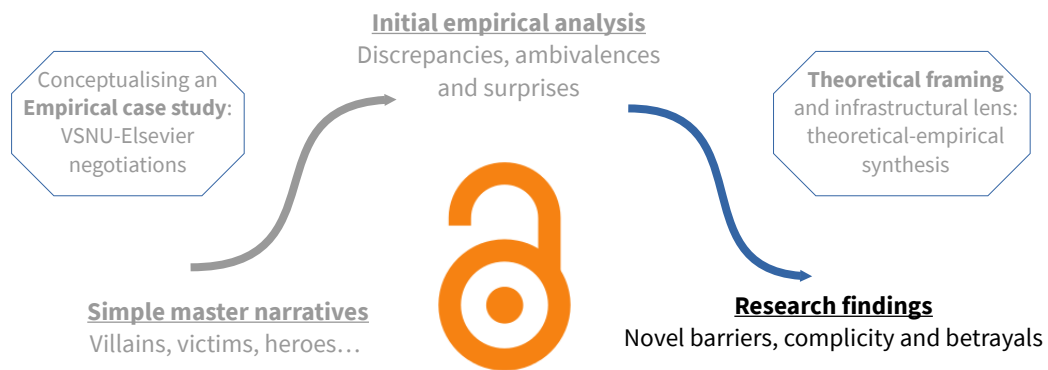 Initial empirical analysis
Discrepancies, ambivalences
and surprises
Conceptualising an
Empirical case study:
VSNU-Elsevier
negotiations
Theoretical framing
and infrastructural lens:
theoretical-empirical
synthesis
Simple master narratives
Villains, victims, heroes…
Research findings
Novel barriers, complicity and betrayals